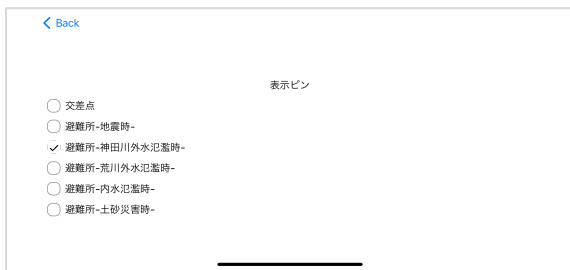 Back
表示ピン
交差点
避難所-地震時-
避難所-神田川外水氾濫時-
避難所-荒川外水氾濫時-
避難所-内水氾濫時-
避難所-土砂災害時-